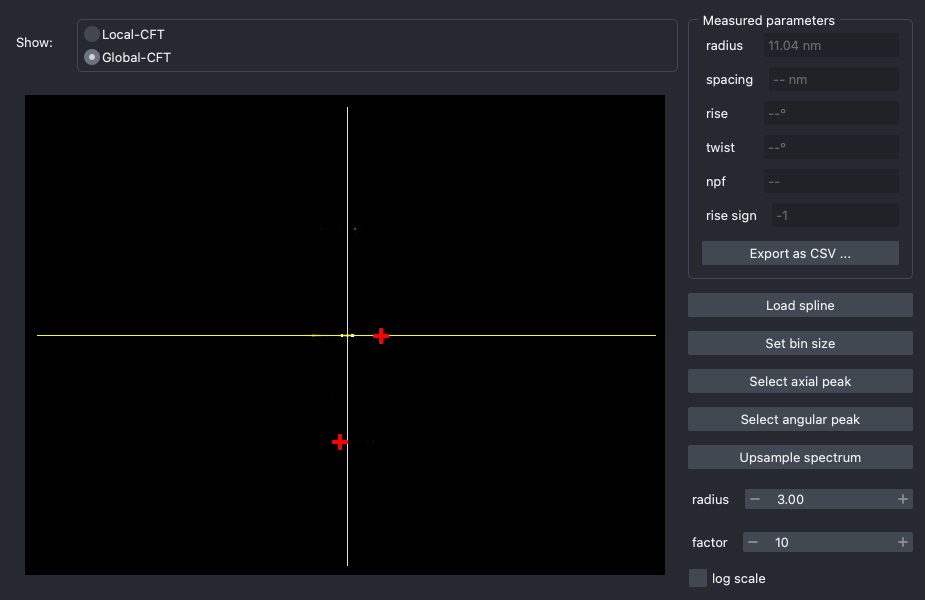 Show:
Local-CFT
Global-CFT
Measured parameters
radius 11.04 nm
spacing -- nm
rise --°
twist --°
npf --
rise sign -1
Export as CSV ...
Load spline
Set bin size
Select axial peak
Select angular peak
Upsample spectrum
radius − 3.00 +
factor − 10 +
log scale